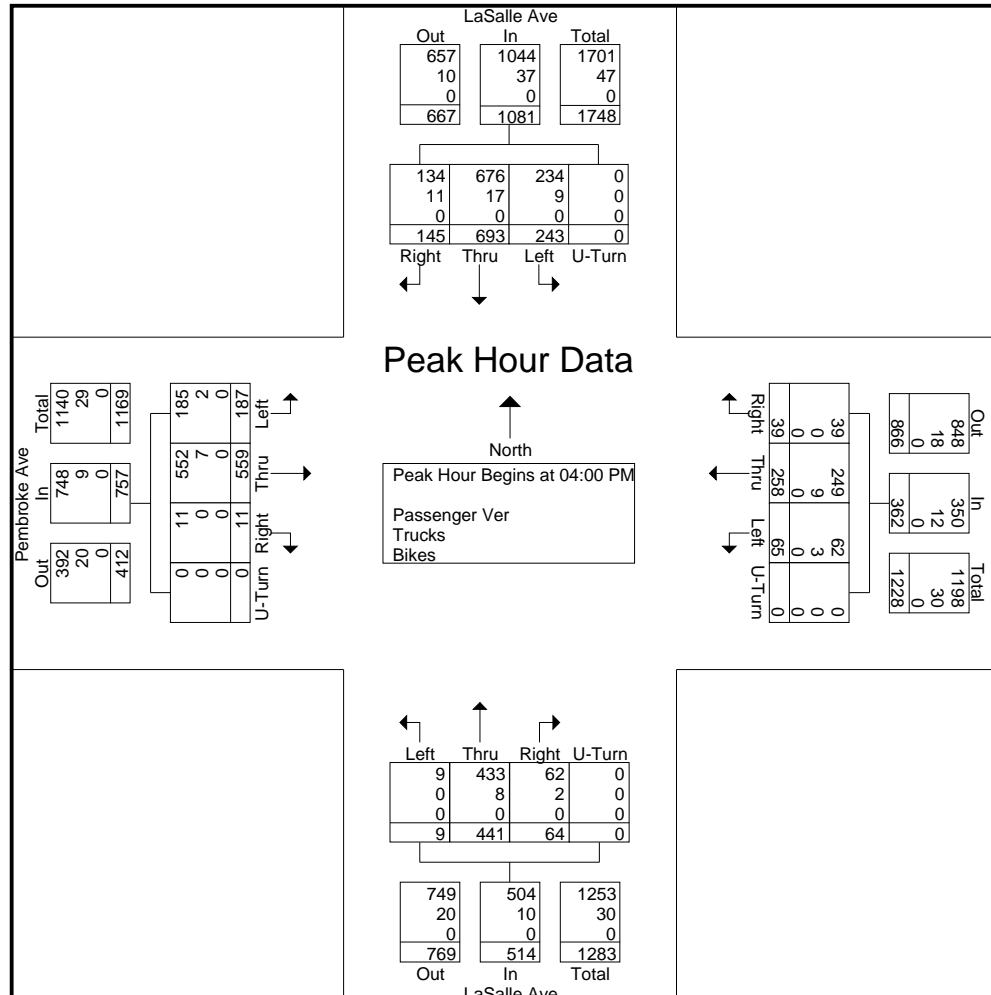 LaSalle Ave
Out In Total
657 1044 1701
10 37 47
0 0 0
667 1081 1748
134 676 234 0
11 17 9 0
0 0 0 0
145 693 243 0
Right Thru Left U-Turn
Peak Hour Data
North
Peak Hour Begins at 04:00 PM
Passenger Ver
Trucks
Bikes
Pembroke Ave
Out In Total
392 748 1140
20 9 29
0 0 0
412 757 1169
185 552 11 0
2 7 0 0
0 0 0 0
187 559 11 0
Left Thru Right U-Turn
Right Thru Left U-Turn
39 249 62 0
0 9 3 0
0 0 0 0
39 258 65 0
Out In Total
848 350 1198
18 12 30
0 0 0
866 362 1228
Left Thru Right U-Turn
9 433 62 0
0 8 2 0
0 0 0 0
9 441 64 0
749 504 1253
20 10 30
0 0 0
769 514 1283
Out In Total
LaSalle Ave